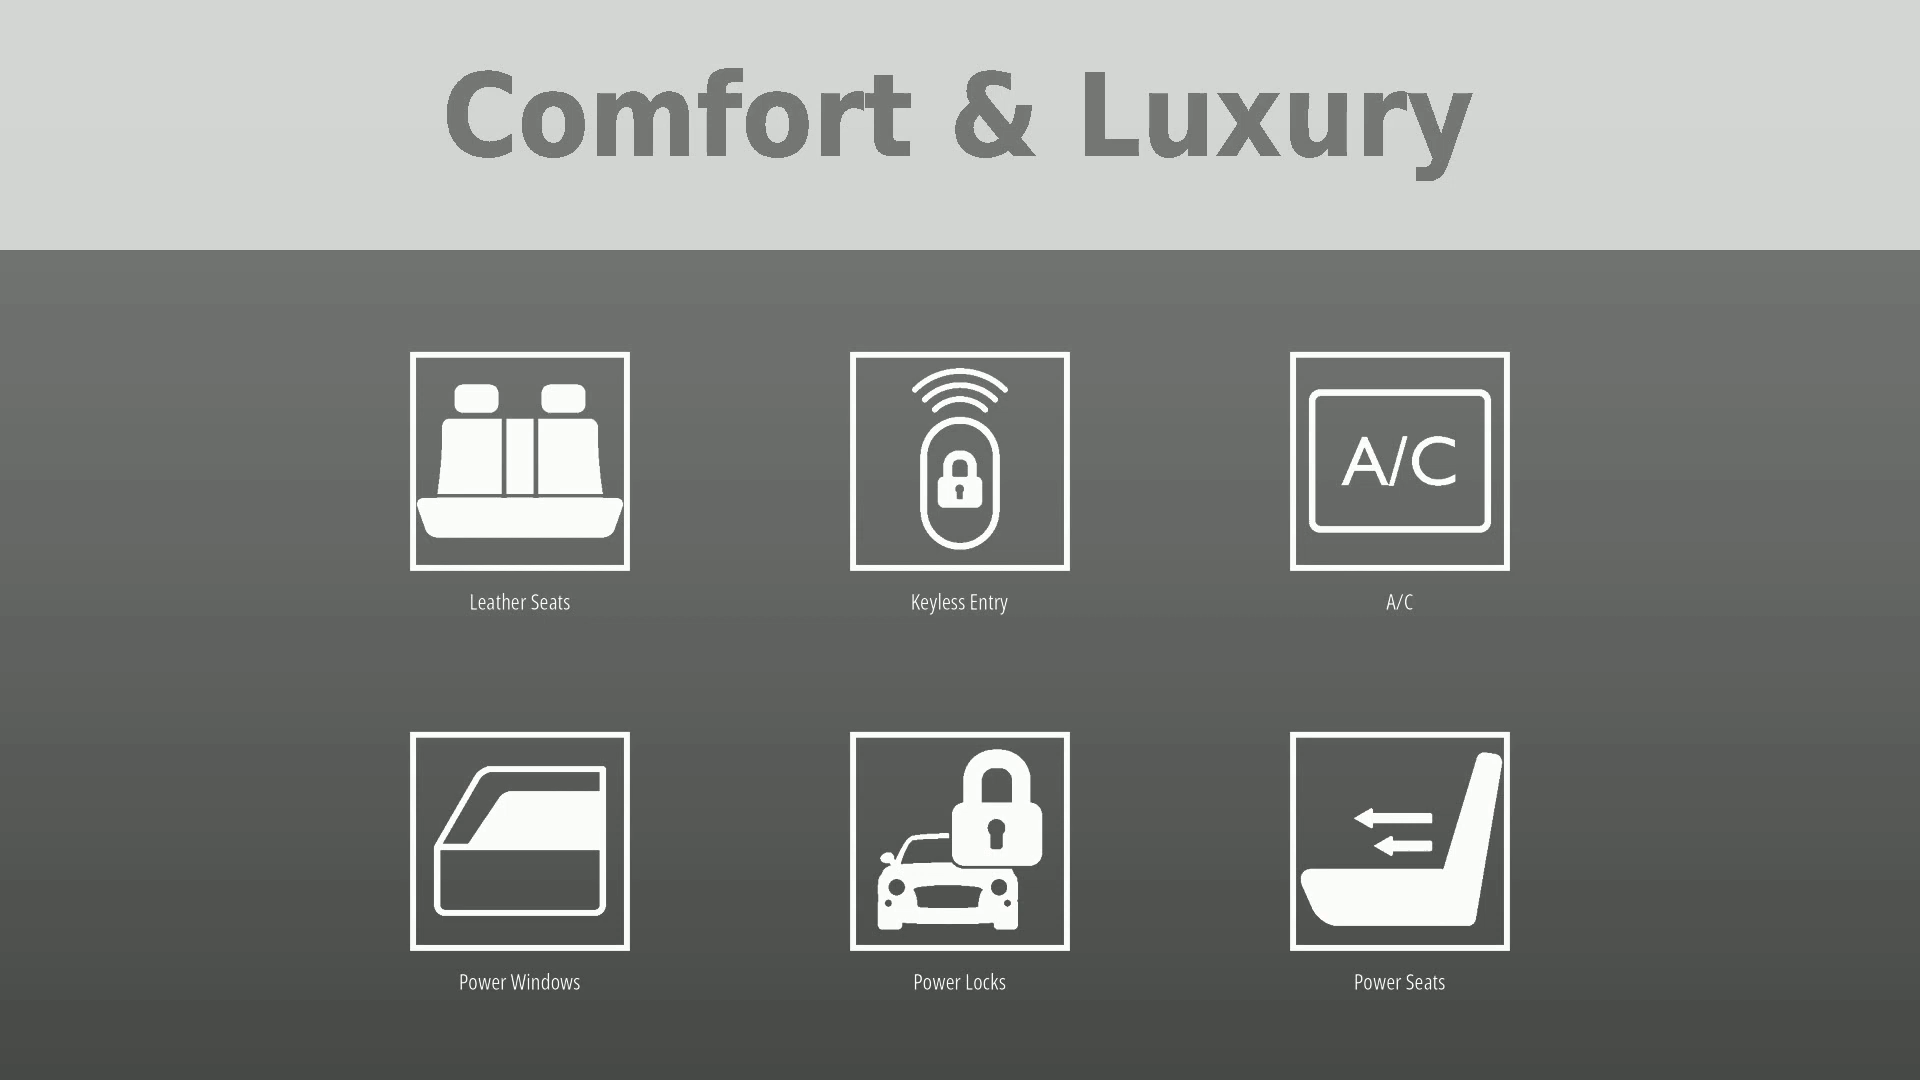 Comfort & Luxury
A/C
Leather Seats
Keyless Entry
A/C
Power Windows
Power Locks
Power Seats